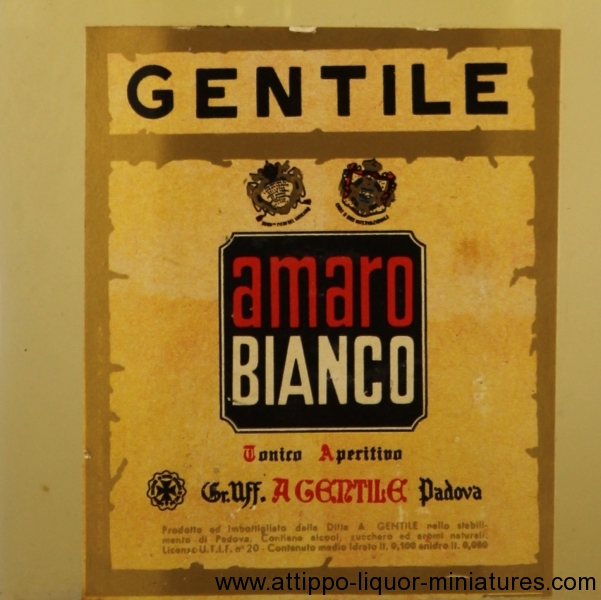 GENTILE
amaro
BIANCO
Tonico Aperitivo
Gr. Uff. A GENTILE Padova
Prodotto ed imbottigliato dalla Ditta A. GENTILE nello stabili-
mento di Padova. Contiene alcool, zucchero ed aromi naturali.
Licenza U.T.I.F. nº 20 - Contenuto medio idrato lt. 0,100 anidro lt. 0,080
www.attippo-liquor-miniatures.com